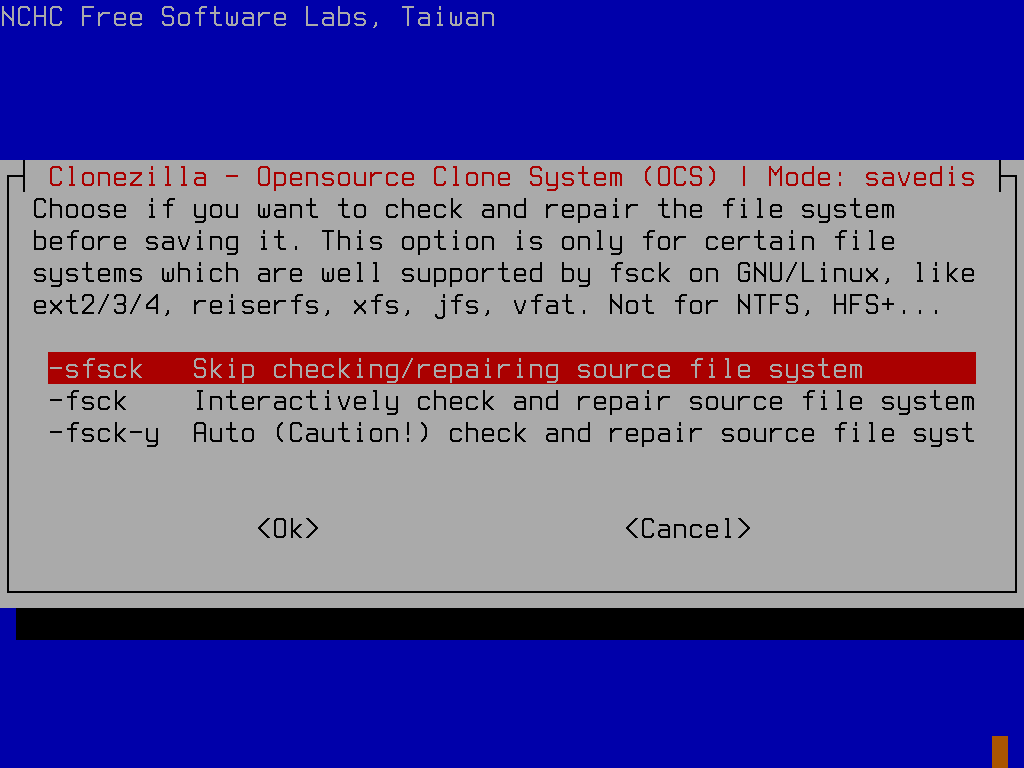 NCHC Free Software Labs, Taiwan
Clonezilla - Opensource Clone System (OCS) | Mode: savedis
Choose if you want to check and repair the file system
before saving it. This option is only for certain file
systems which are well supported by fsck on GNU/Linux, like
ext2/3/4, reiserfs, xfs, jfs, vfat. Not for NTFS, HFS+...
-sfsck Skip checking/repairing source file system
-fsck Interactively check and repair source file system
-fsck-y Auto (Caution!) check and repair source file syst
<Ok> <Cancel>